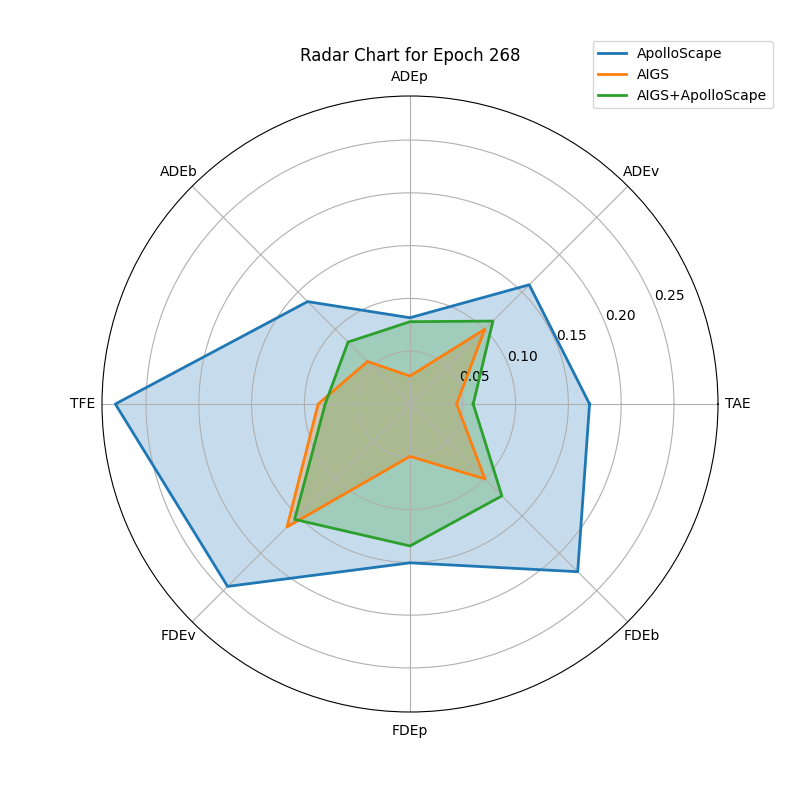 Radar Chart for Epoch 268
ApolloScape
AIGS
AIGS+ApolloScape
ADEp
ADEb
ADEv
0.25
0.20
0.15
0.10
0.05
TFE
TAE
FDEv
FDEb
FDEp